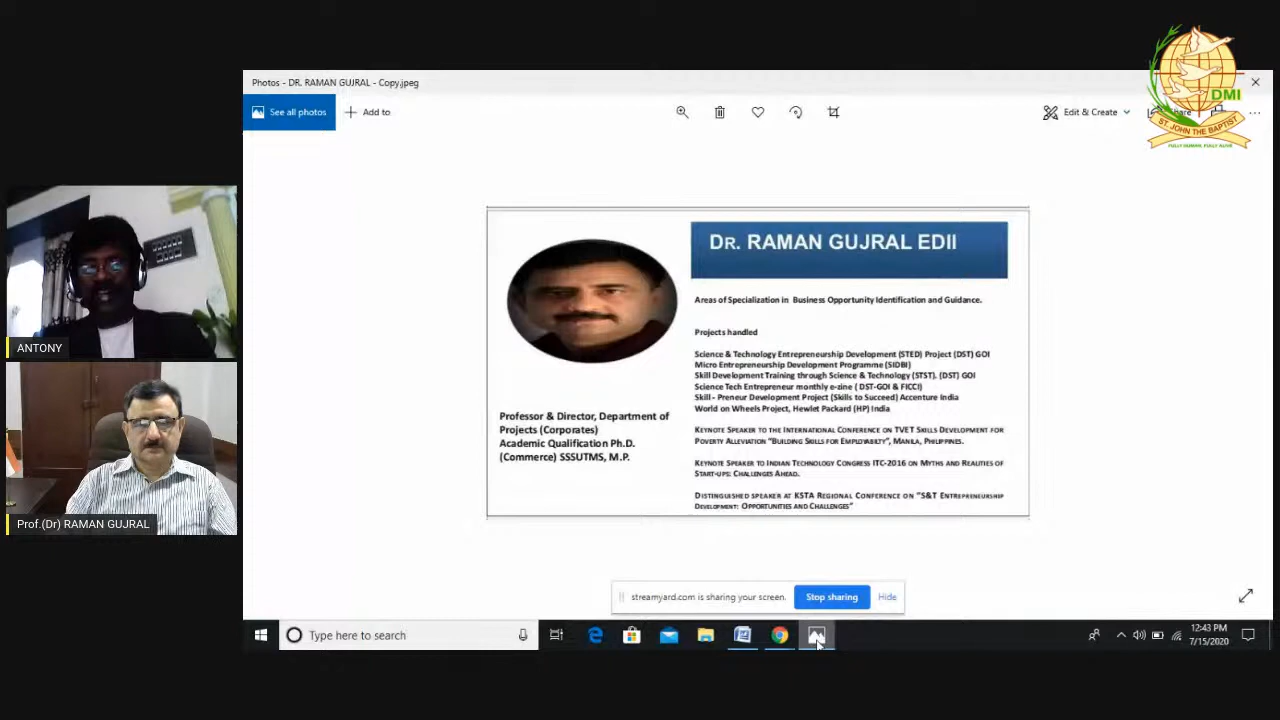 Photos - DR. RAMAN GUJRAL - Copy.jpeg
See all photos
Add to
Edit & Create
Share
DMI
ST. JOHN THE BAPTIST
FULLY HUMAN, FULLY ALIVE
DR. RAMAN GUJRAL EDII
Areas of Specialization in Business Opportunity Identification and Guidance.
Projects handled
Science & Technology Entrepreneurship Development (STED) Project (DST) GOI
Micro Entrepreneurship Development Programme (SIDBI)
Skill Development Training through Science & Technology (STST). (DST) GOI
Science Tech Entrepreneur monthly e-zine ( DST-GOI & FICCI)
Skill - Preneur Development Project (Skills to Succeed) Accenture India
World on Wheels Project, Hewlet Packard (HP) India
KEYNOTE SPEAKER TO THE INTERNATIONAL CONFERENCE ON TVET SKILLS DEVELOPMENT FOR
POVERTY ALLEVIATION "BUILDING SKILLS FOR EMPLOYABILTY", MANILA, PHILIPPINES.
KEYNOTE SPEAKER TO INDIAN TECHNOLOGY CONGRESS ITC-2016 ON MYTHS AND REALITIES OF
START-UPS: CHALLENGES AHEAD.
DISTINGUISHED SPEAKER AT KSTA REGIONAL CONFERENCE ON "S&T ENTREPRENEURSHIP
DEVELOPMENT: OPPORTUNITIES AND CHALLENGES"
Professor & Director, Department of
Projects (Corporates)
Academic Qualification Ph.D.
(Commerce) SSSUTMS, M.P.
ANTONY
Prof.(Dr) RAMAN GUJRAL
streamyard.com is sharing your screen.
Stop sharing
Hide
Type here to search
12:43 PM
7/15/2020